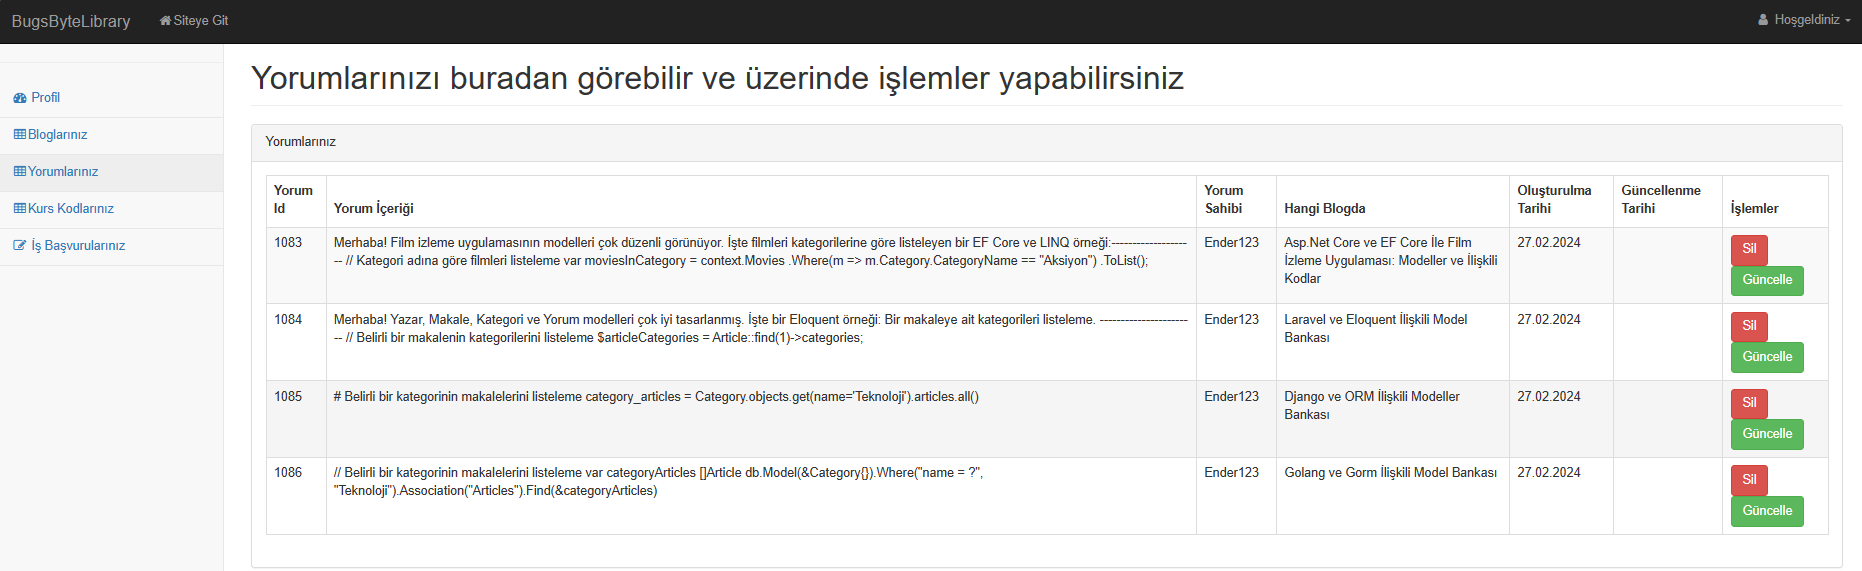 BugsByteLibrary
Siteye Git
Hoşgeldiniz
Profil
Bloglarınız
Yorumlarınız
Kurs Kodlarınız
İş Başvurularınız
Yorumlarınızı buradan görebilir ve üzerinde işlemler yapabilirsiniz
Yorumlarınız
Yorum
Id
Yorum İçeriği
Yorum
Sahibi
Hangi Blogda
Oluşturulma
Tarihi
Güncellenme
Tarihi
İşlemler
1083
Merhaba! Film izleme uygulamasının modelleri çok düzenli görünüyor. İşte filmleri kategorilerine göre listeleyen bir EF Core ve LINQ örneği:------------------
-- // Kategori adına göre filmleri listeleme var moviesInCategory = context.Movies .Where(m => m.Category.CategoryName == "Aksiyon") .ToList();
Ender123
Asp.Net Core ve EF Core İle Film
İzleme Uygulaması: Modeller ve İlişkili
Kodlar
27.02.2024
Sil
Güncelle
1084
Merhaba! Yazar, Makale, Kategori ve Yorum modelleri çok iyi tasarlanmış. İşte bir Eloquent örneği: Bir makaleye ait kategorileri listeleme. ---------------------
-- // Belirli bir makalenin kategorilerini listeleme $articleCategories = Article::find(1)->categories;
Ender123
Laravel ve Eloquent İlişkili Model
Bankası
27.02.2024
Sil
Güncelle
1085
# Belirli bir kategorinin makalelerini listeleme category_articles = Category.objects.get(name='Teknoloji').articles.all()
Ender123
Django ve ORM İlişkili Modeller
Bankası
27.02.2024
Sil
Güncelle
1086
// Belirli bir kategorinin makalelerini listeleme var categoryArticles []Article db.Model(&Category{}).Where("name = ?",
"Teknoloji").Association("Articles").Find(&categoryArticles)
Ender123
Golang ve Gorm İlişkili Model Bankası
27.02.2024
Sil
Güncelle